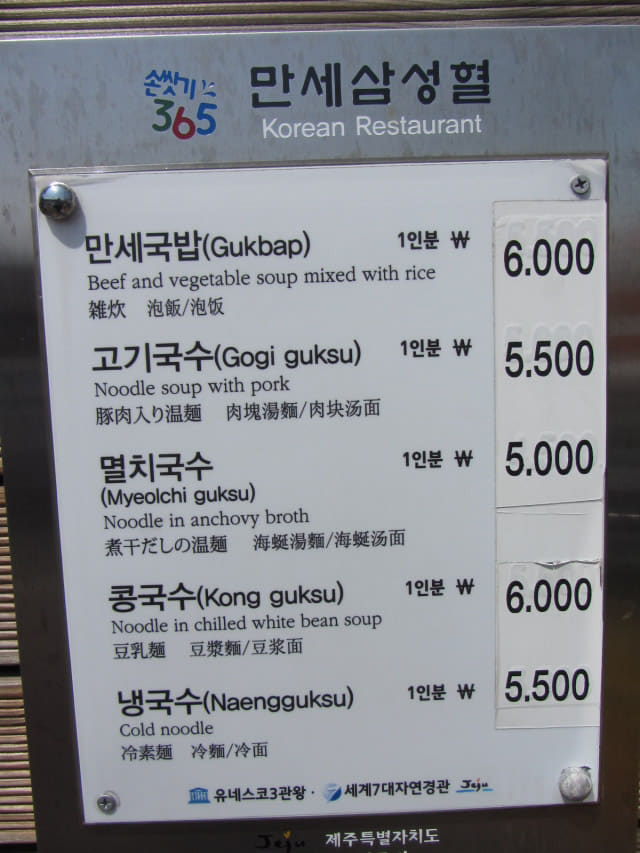 손씻기 365
만세삼성혈
Korean Restaurant
만세국밥(Gukbap) 1인분 ₩ 6.000
Beef and vegetable soup mixed with rice
雑炊 泡飯/泡饭
고기국수(Gogi guksu) 1인분 ₩ 5.500
Noodle soup with pork
豚肉入り温麺 肉塊湯麵/肉块汤面
멸치국수 1인분 ₩ 5.000
(Myeolchi guksu)
Noodle in anchovy broth
煮干だしの温麺 海蜒湯麵/海蜒汤面
콩국수(Kong guksu) 1인분 ₩ 6.000
Noodle in chilled white bean soup
豆乳麺 豆漿麵/豆浆面
냉국수(Naengguksu) 1인분 ₩ 5.500
Cold noodle
冷素麺 冷麵/冷面
유네스코3관왕· 세계7대자연경관 Jeju
Jeju 제주특별자치도